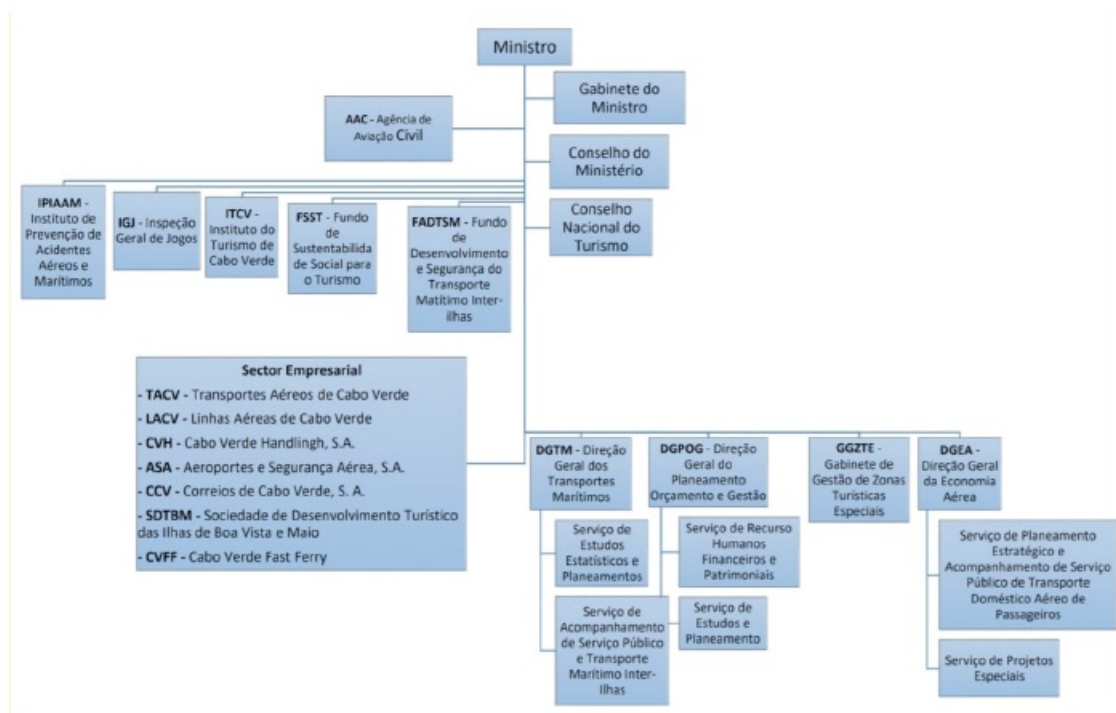 Ministro
Gabinete do
Ministro
AAC - Agência de
Aviação Civil
Conselho do
Ministério
Conselho
Nacional do
Turismo
IPIAAM –
Instituto de
Prevenção de
Acidentes
Aéreos e
Marítimos
IGJ - Inspeção
Geral de Jogos
ITCV -
Instituto do
Turismo de
Cabo Verde
FSST - Fundo
de
Sustentabilida
de Social para
o Turismo
FADTSM - Fundo
de
Desenvolvimento
e Segurança do
Transporte
Matítimo Inter-
ilhas
Sector Empresarial
- TACV - Transportes Aéreos de Cabo Verde
- LACV - Linhas Aéreas de Cabo Verde
- CVH - Cabo Verde Handlingh, S.A.
- ASA - Aeroportes e Segurança Aérea, S.A.
- CCV - Correios de Cabo Verde, S. A.
- SDTBM - Sociedade de Desenvolvimento Turístico
das Ilhas de Boa Vista e Maio
- CVFF - Cabo Verde Fast Ferry
DGTM - Direção
Geral dos
Transportes
Marítimos
Serviço de
Estudos
Estatísticos e
Planeamentos
Serviço de
Acompanhamento
de Serviço Público
e Transporte
Marítimo Inter-
Ilhas
DGPOG - Direção
Geral do
Planeamento
Orçamento e Gestão
Serviço de Recurso
Humanos
Financeiros e
Patrimoniais
Serviço de
Estudos e
Planeamento
GGZTE -
Gabinete de
Gestão de Zonas
Turísticas
Especiais
DGEA -
Direção Geral
da Economia
Aérea
Serviço de Planeamento
Estratégico e
Acompanhamento de Serviço
Público de Transporte
Doméstico Aéreo de
Passageiros
Serviço de Projetos
Especiais